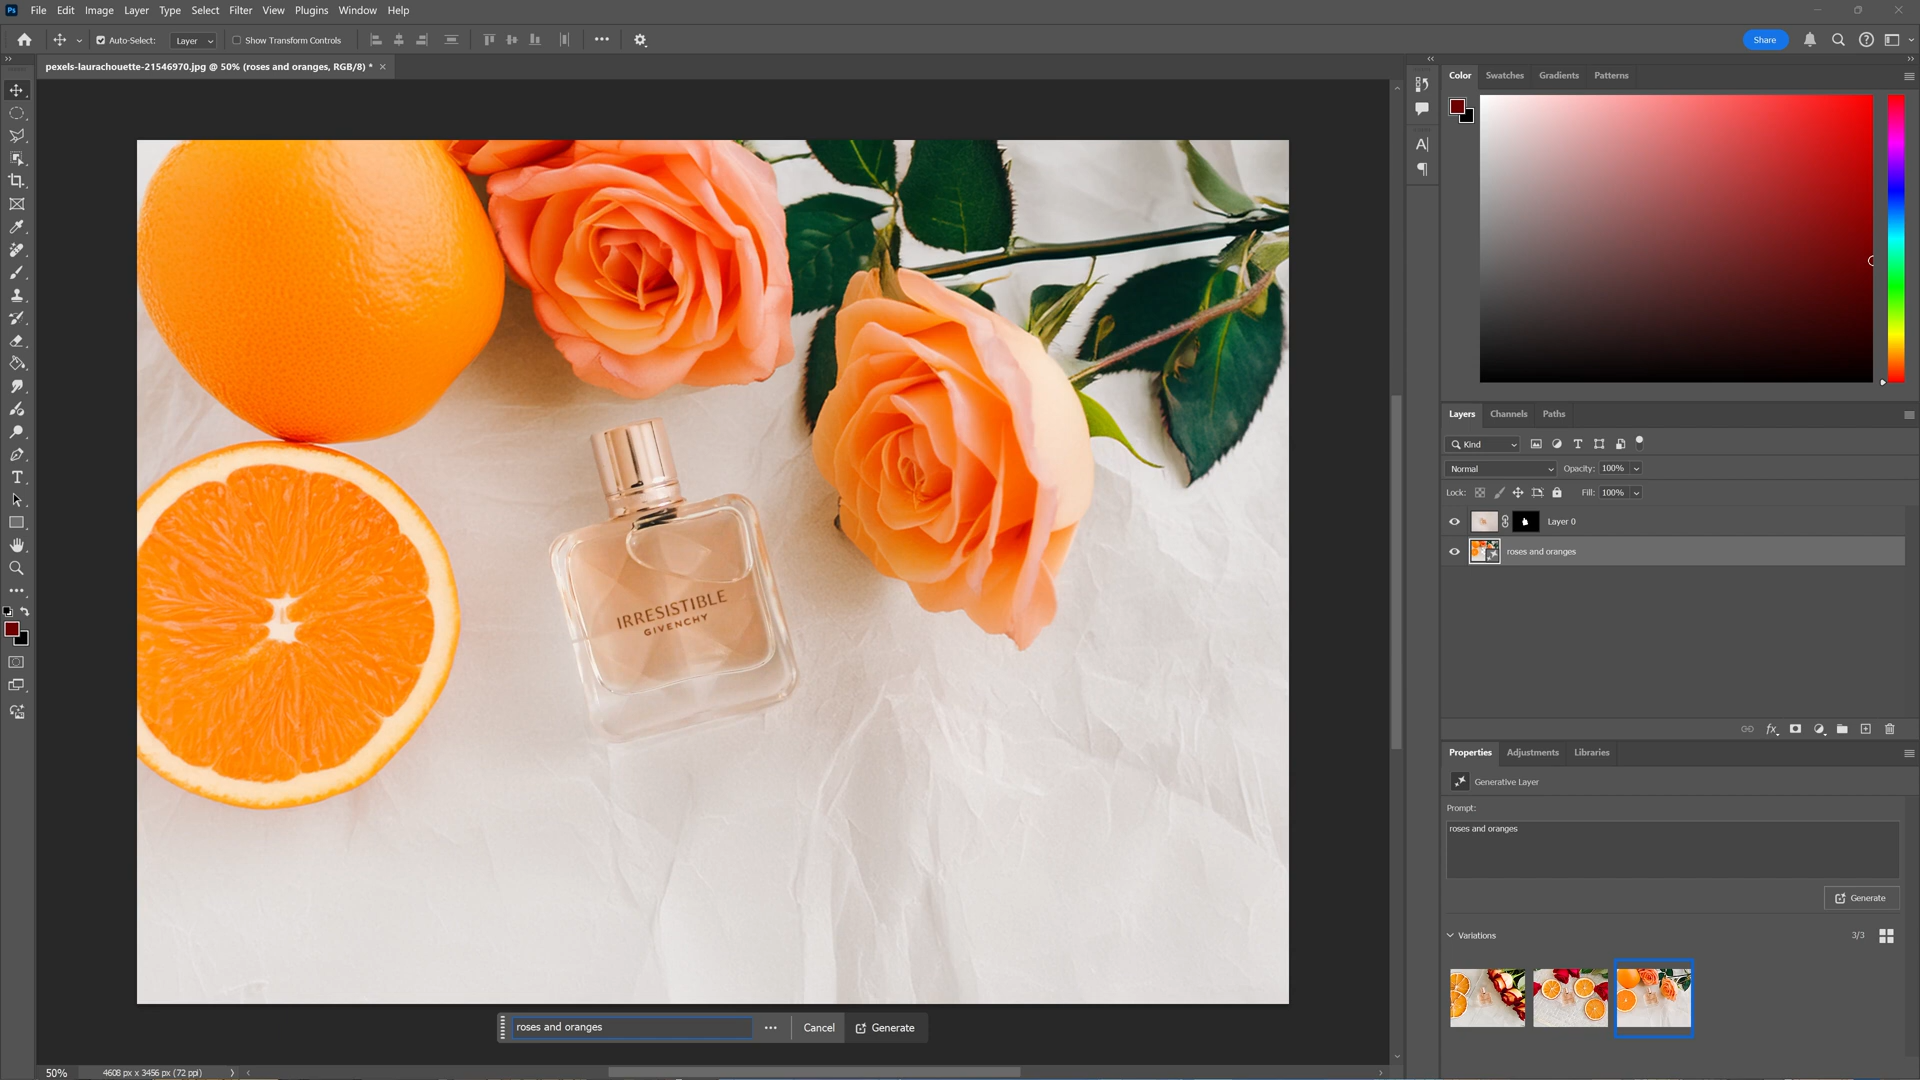 Ps File Edit Image Layer Type Select Filter View Plugins Window Help
Auto-Select: Layer Show Transform Controls Share
pexels-laurachouette-21546970.jpg @ 50% (roses and oranges, RGB/8) *
IRRESISTIBLE
GIVENCHY
roses and oranges Cancel Generate
50% 4608 px x 3456 px (72 ppi)
Color Swatches Gradients Patterns
Layers Channels Paths
Kind
Normal Opacity: 100%
Lock: Fill: 100%
Layer 0
roses and oranges
Properties Adjustments Libraries
Generative Layer
Prompt:
roses and oranges
Generate
Variations 3/3